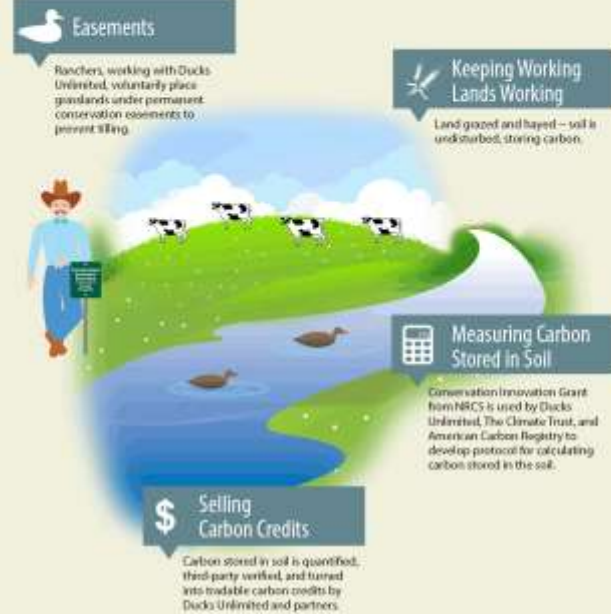 Easements
Ranchers, working with Ducks
Unlimited, voluntarily place
grasslands under permanent
conservation easements to
prevent tilling.
Keeping Working
Lands Working
Land grazed and hayed – soil is
undisturbed, storing carbon.
Measuring Carbon
Stored in Soil
Conservation Innovation Grant
from NRCS is used by Ducks
Unlimited, The Climate Trust, and
American Carbon Registry to
develop protocol for calculating
carbon stored in the soil.
$
Selling
Carbon Credits
Carbon stored in soil is quantified,
third-party verified, and turned
into tradable carbon credits by
Ducks Unlimited and partners